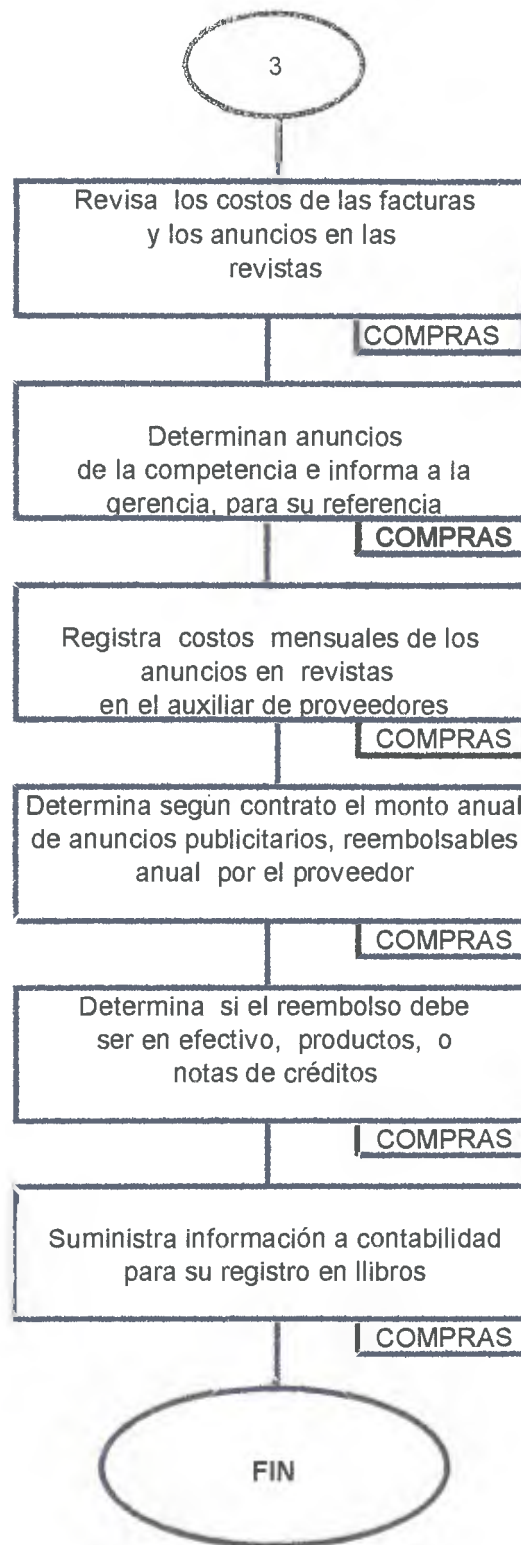 3
Revisa los costos de las facturas
y los anuncios en las
revistas
COMPRAS
Determinan anuncios
de la competencia e informa a la
gerencia, para su referencia
COMPRAS
Registra costos mensuales de los
anuncios en revistas
en el auxiliar de proveedores
COMPRAS
Determina según contrato el monto anual
de anuncios publicitarios, reembolsables
anual por el proveedor
COMPRAS
Determina si el reembolso debe
ser en efectivo, productos, o
notas de créditos
COMPRAS
Suministra información a contabilidad
para su registro en llibros
COMPRAS
FIN